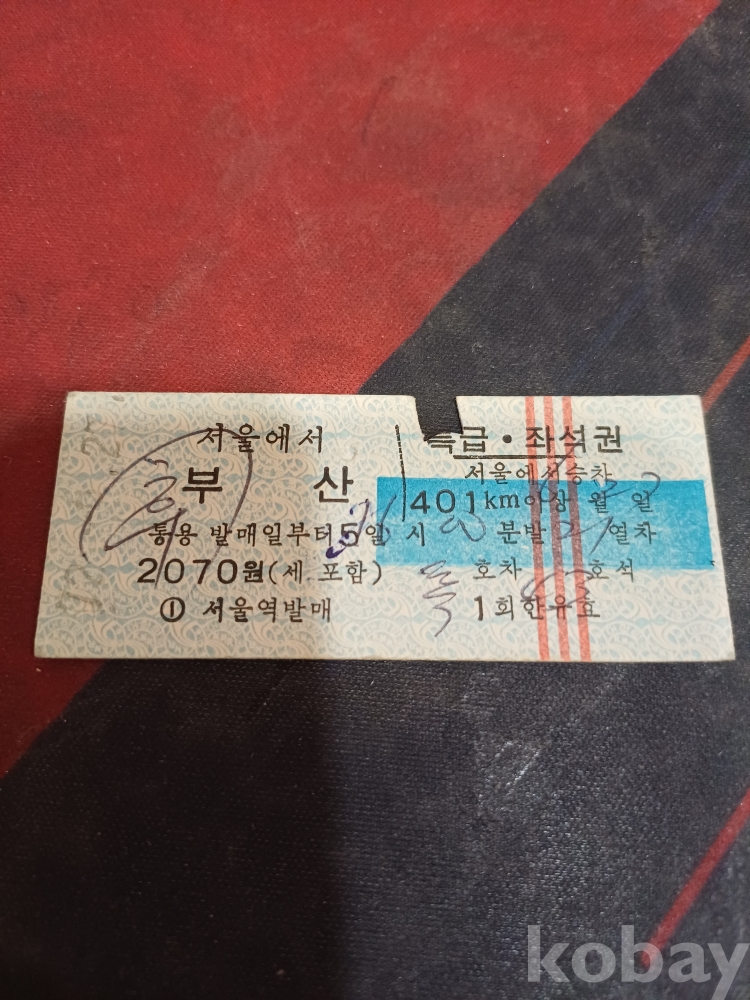 서울에서
부 산
통용 발매일부터 5일
2070원(세. 포함)
① 서울역발매
특급·좌석권
서울에서승차
401km이상 월 일
시 분발 열차
호차 호석
1회한유효
kobay